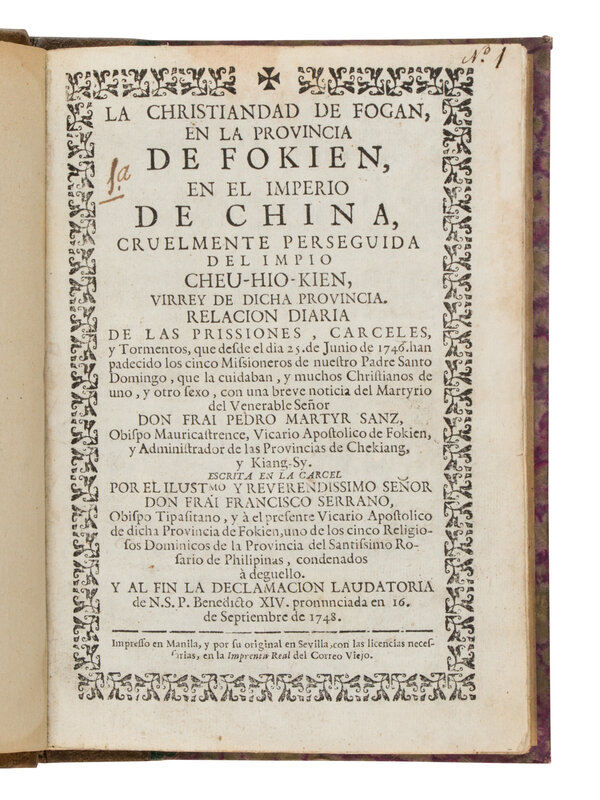 Nº 1
LA CHRISTIANDAD DE FOGAN,
EN LA PROVINCIA
DE FOKIEN,
1.a
EN EL IMPERIO
DE CHINA,
CRUELMENTE PERSEGUIDA
DEL IMPIO
CHEU-HIO-KIEN,
VIRREY DE DICHA PROVINCIA.
RELACION DIARIA
DE LAS PRISSIONES, CARCELES,
y Tormentos, que desde el dia 25. de Junio de 1746. han
padecido los cinco Miſsioneros de nueſtro Padre Santo
Domingo, que la cuidaban, y muchos Chriſtianos de
uno, y otro ſexo, con una breve noticia del Martyrio
del Venerable Señor
DON FRAI PEDRO MARTYR SANZ,
Obiſpo Mauricaſtrence, Vicario Apoſtolico de Fokien,
y Adminiſtrador de las Provincias de Chekiang,
y Kiang-Sy.
ESCRITA EN LA CARCEL
POR EL ILUSTMO Y REVERENDISSIMO SEÑOR
DON FRAI FRANCISCO SERRANO,
Obiſpo Tipaſitano, y à el preſente Vicario Apoſtolico
de dicha Provincia de Fokien, uno de los cinco Religio-
ſos Dominicos de la Provincia del Santiſsimo Ro-
ſario de Philipinas, condenados
à deguello.
Y AL FIN LA DECLAMACION LAUDATORIA
de N. S. P. Benedicto XIV. pronunciada en 16.
de Septiembre de 1748.
Impreſſo en Manila, y por ſu original en Sevilla, con las licencias neceſ-
ſarias, en la Imprenta Real del Correo Viejo.